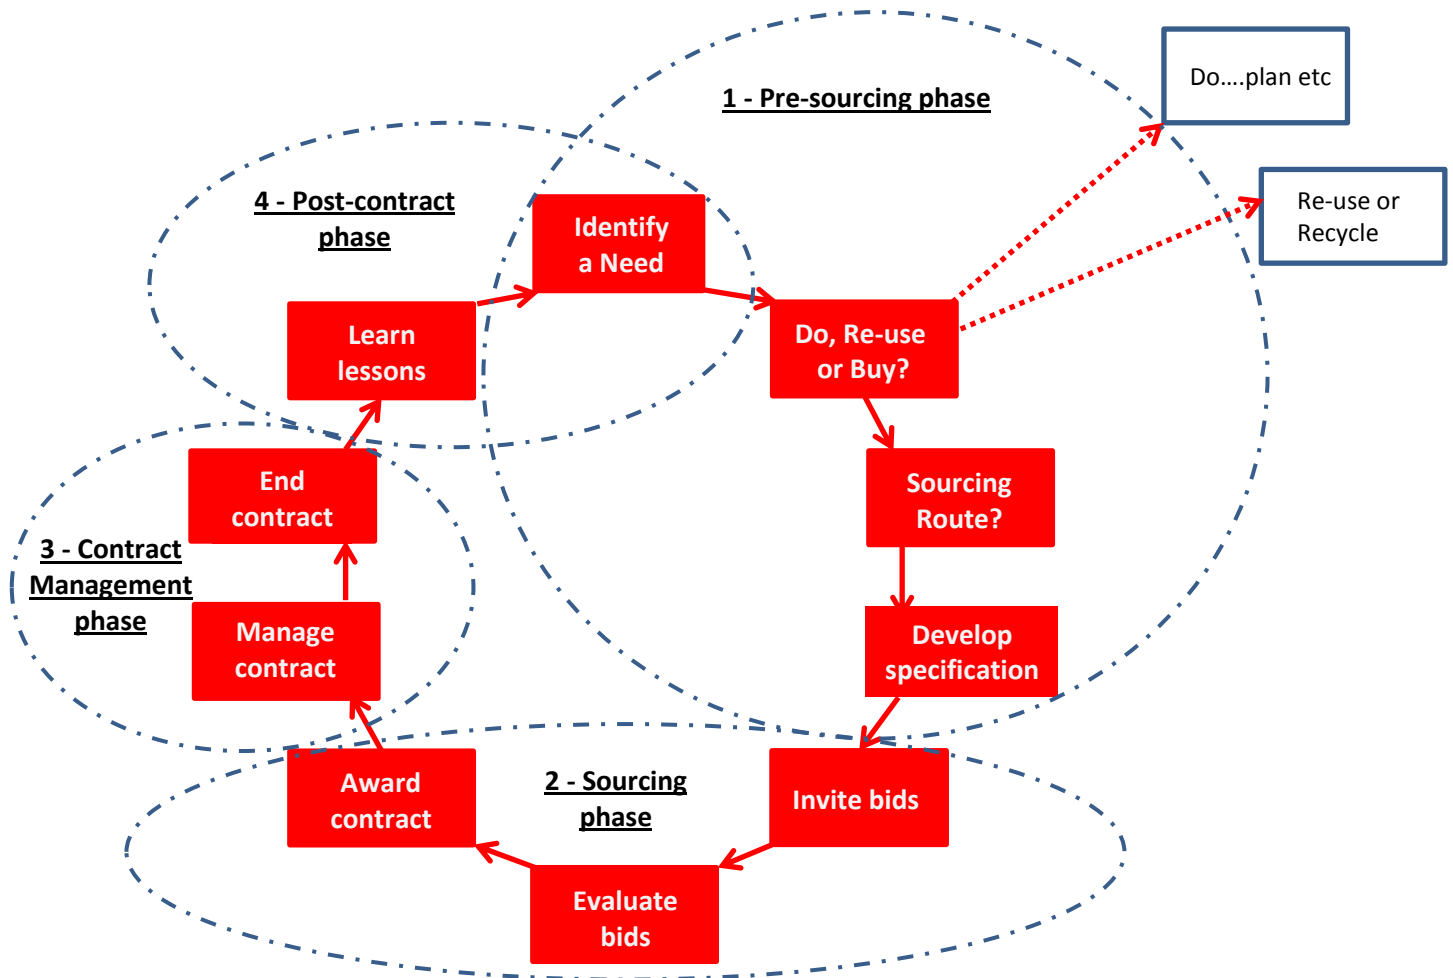 Do....plan etc
1 - Pre-sourcing phase
Re-use or
Recycle
4 - Post-contract
phase
Identify
a Need
Learn
lessons
Do, Re-use
or Buy?
End
contract
Sourcing
Route?
3 - Contract
Management
phase
Manage
contract
Develop
specification
Award
contract
2 - Sourcing
phase
Invite bids
Evaluate
bids